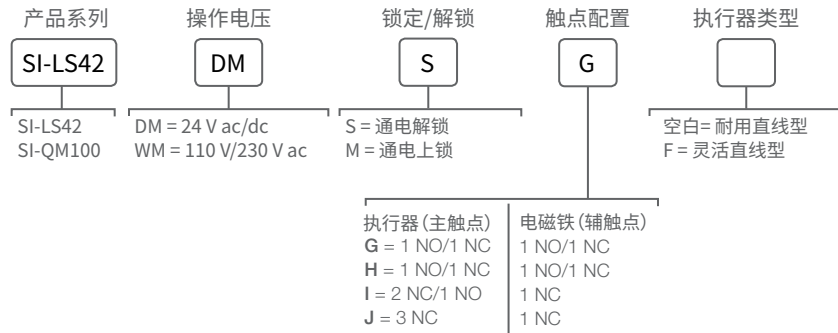 产品系列 操作电压 锁定/解锁 触点配置 执行器类型
SI-LS42 DM S G
SI-LS42 DM = 24 V ac/dc S = 通电解锁 空白= 耐用直线型
SI-QM100 WM = 110 V/230 V ac M = 通电上锁 F = 灵活直线型
执行器 (主触点) 电磁铁 (辅触点)
G = 1 NO/1 NC 1 NO/1 NC
H = 1 NO/1 NC 1 NO/1 NC
I = 2 NC/1 NO 1 NC
J = 3 NC 1 NC